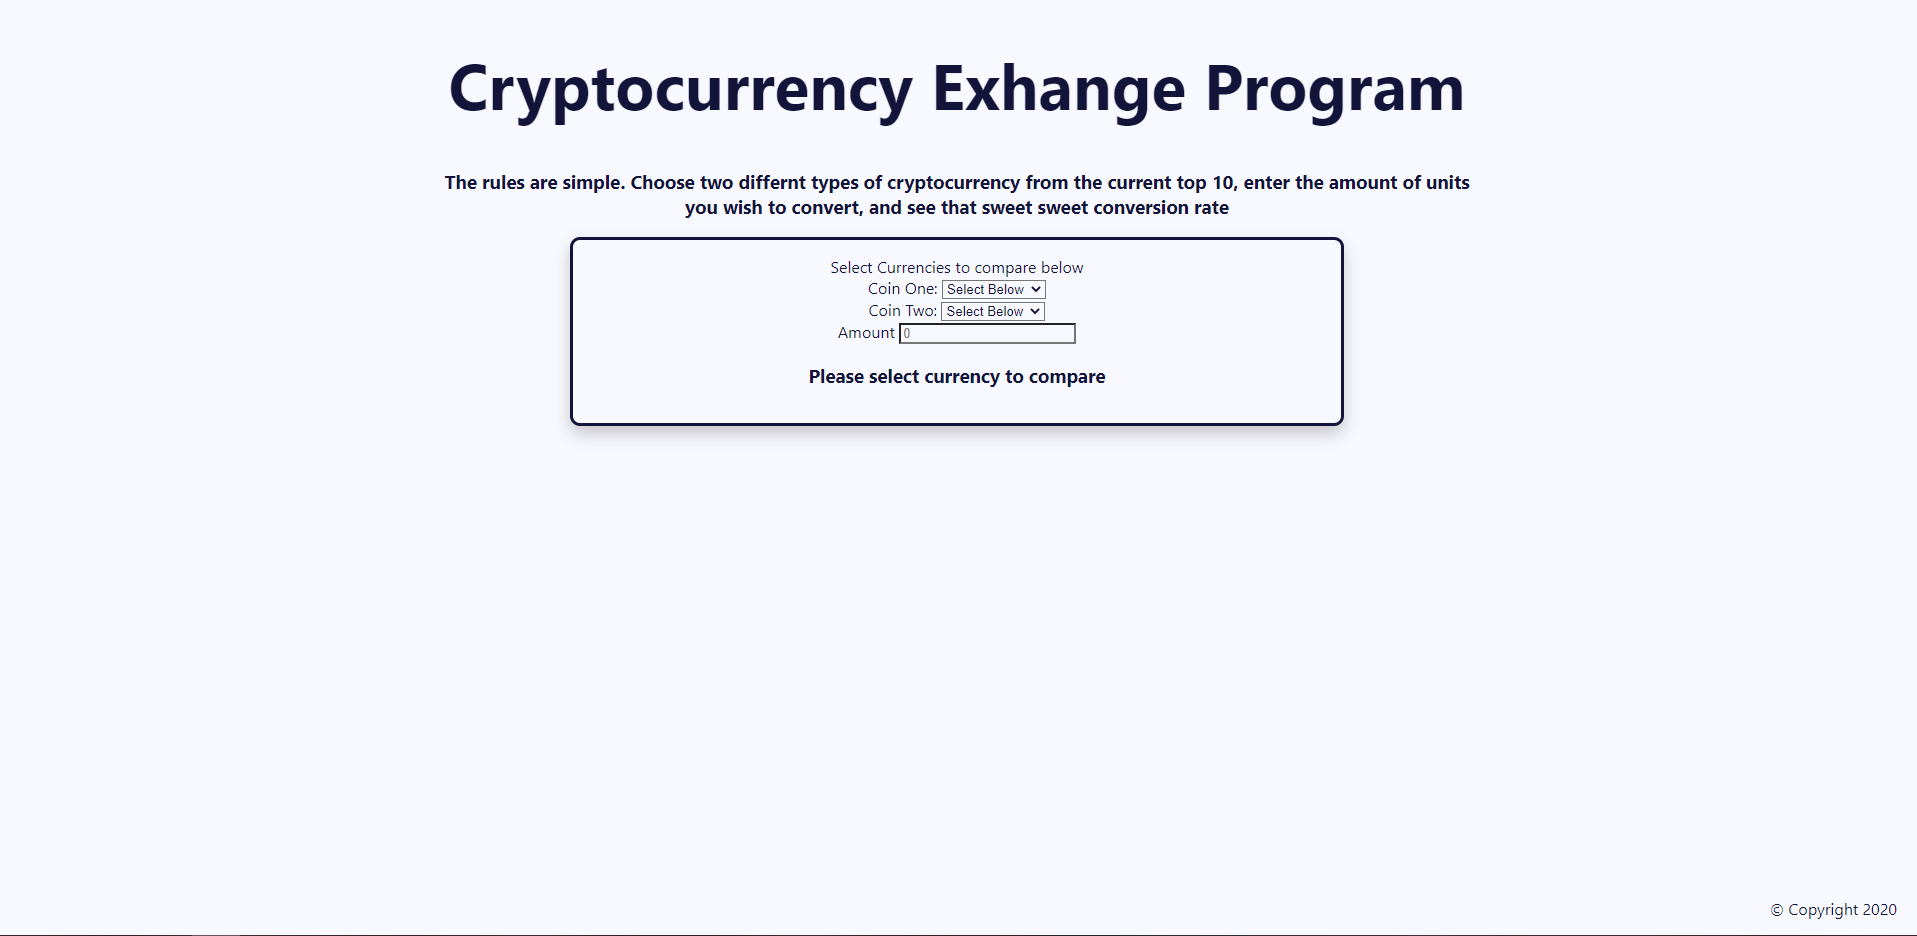 Cryptocurrency Exhange Program
The rules are simple. Choose two differnt types of cryptocurrency from the current top 10, enter the amount of units
you wish to convert, and see that sweet sweet conversion rate
Select Currencies to compare below
Coin One: Select Below
Coin Two: Select Below
Amount 0
Please select currency to compare
© Copyright 2020